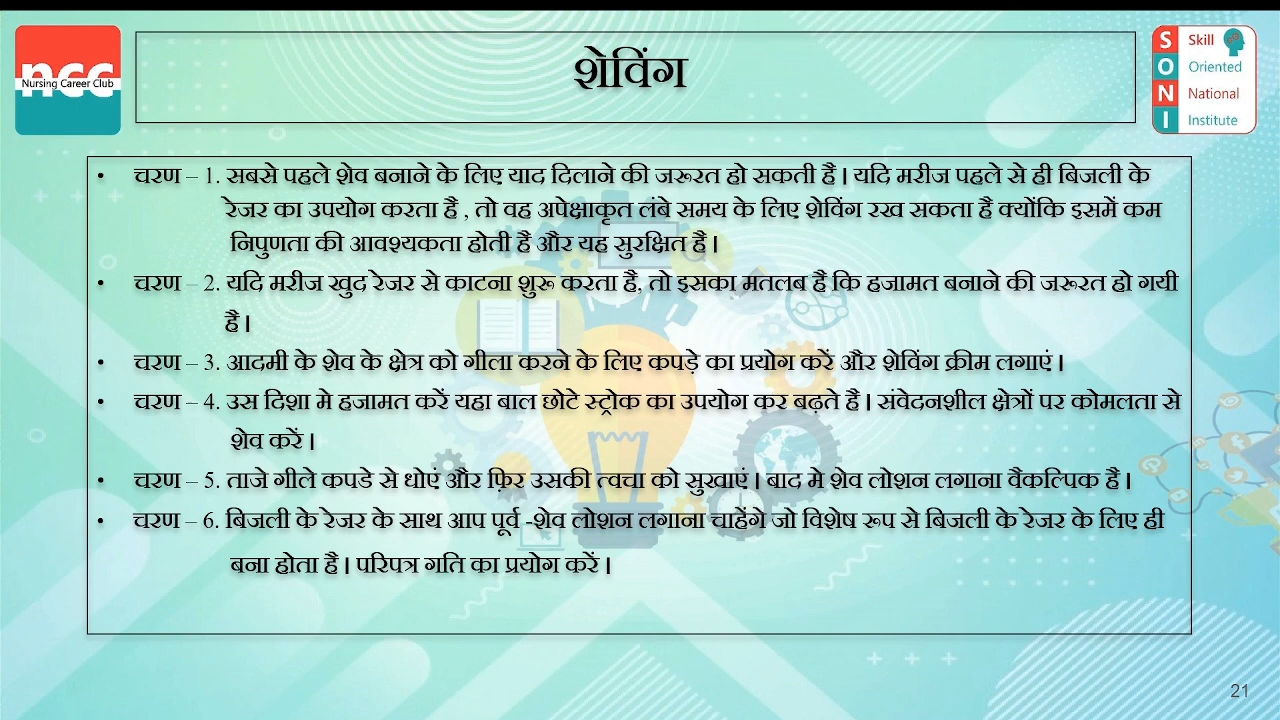 ncc
Nursing Career Club
शेविंग
S Skill
O Oriented
N National
I Institute
• चरण – 1. सबसे पहले शेव बनाने के लिए याद दिलाने की जरूरत हो सकती हैं । यदि मरीज पहले से ही बिजली के
रेजर का उपयोग करता है , तो वह अपेक्षाकृत लंबे समय के लिए शेविंग रख सकता है क्योंकि इसमें कम
निपुणता की आवश्यकता होती है और यह सुरक्षित है ।
• चरण – 2. यदि मरीज खुद रेजर से काटना शुरू करता है, तो इसका मतलब है कि हजामत बनाने की जरूरत हो गयी
है ।
• चरण – 3. आदमी के शेव के क्षेत्र को गीला करने के लिए कपड़े का प्रयोग करें और शेविंग क्रीम लगाएं ।
• चरण – 4. उस दिशा मे हजामत करें यहा बाल छोटे स्ट्रोक का उपयोग कर बढ़ते है । संवेदनशील क्षेत्रों पर कोमलता से
शेव करें ।
• चरण – 5. ताजे गीले कपडे से धोएं और फ़िर उसकी त्वचा को सुखाएं । बाद मे शेव लोशन लगाना वैकल्पिक है ।
• चरण – 6. बिजली के रेजर के साथ आप पूर्व -शेव लोशन लगाना चाहेंगे जो विशेष रूप से बिजली के रेजर के लिए ही
बना होता है । परिपत्र गति का प्रयोग करें ।
21